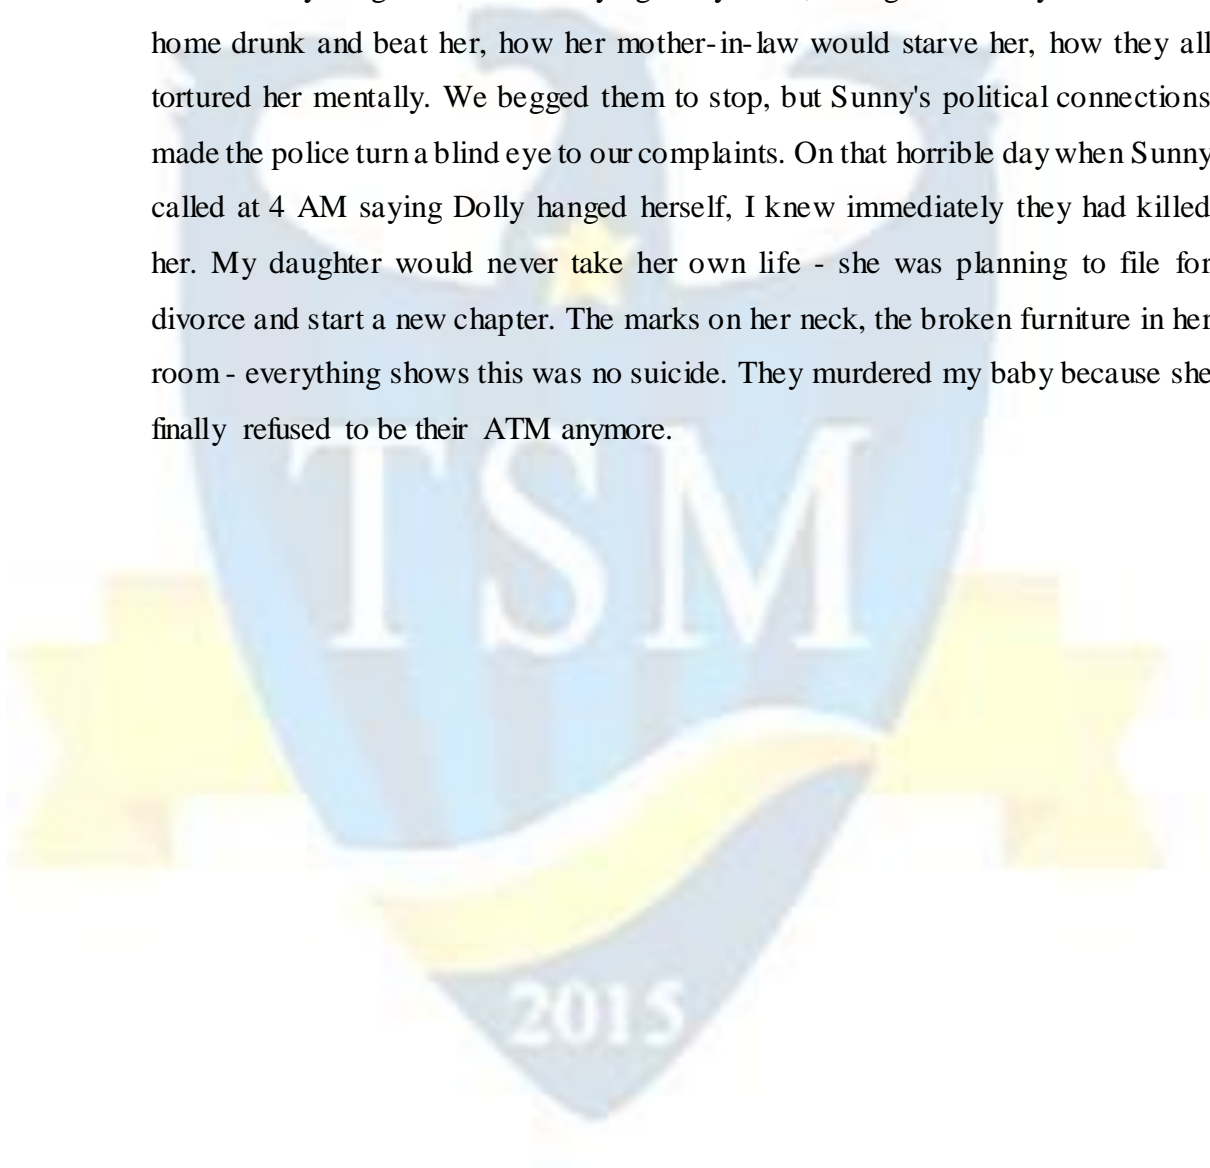 home drunk and beat her, how her mother-in-law would starve her, how they all
tortured her mentally. We begged them to stop, but Sunny's political connections
made the police turn a blind eye to our complaints. On that horrible day when Sunny
called at 4 AM saying Dolly hanged herself, I knew immediately they had killed
her. My daughter would never take her own life - she was planning to file for
divorce and start a new chapter. The marks on her neck, the broken furniture in her
room - everything shows this was no suicide. They murdered my baby because she
finally refused to be their ATM anymore.
TSM
2015